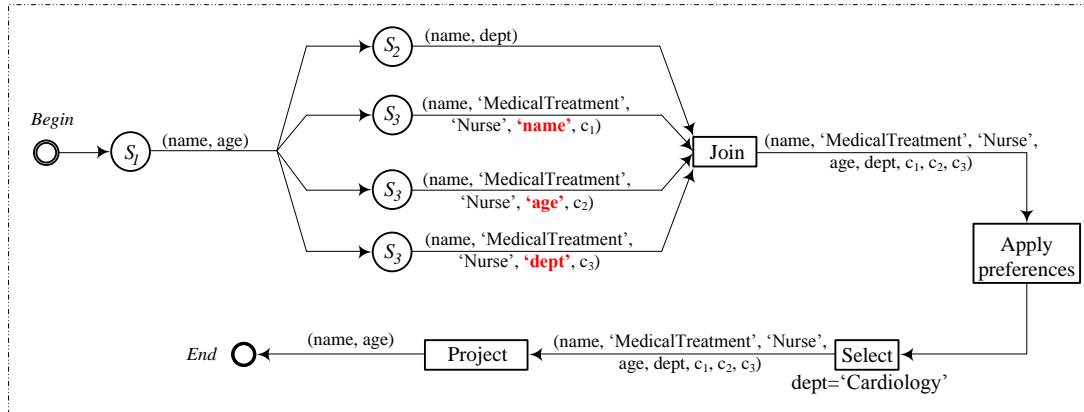 S2
(name, dept)
Begin
S1
(name, age)
S3
(name, ‘MedicalTreatment’,
‘Nurse’, ‘name’, c1)
S3
(name, ‘MedicalTreatment’,
‘Nurse’, ‘age’, c2)
S3
(name, ‘MedicalTreatment’,
‘Nurse’, ‘dept’, c3)
Join
(name, ‘MedicalTreatment’, ‘Nurse’,
age, dept, c1, c2, c3)
Apply
preferences
Select
dept=‘Cardiology’
(name, ‘MedicalTreatment’, ‘Nurse’,
age, dept, c1, c2, c3)
Project
(name, age)
End